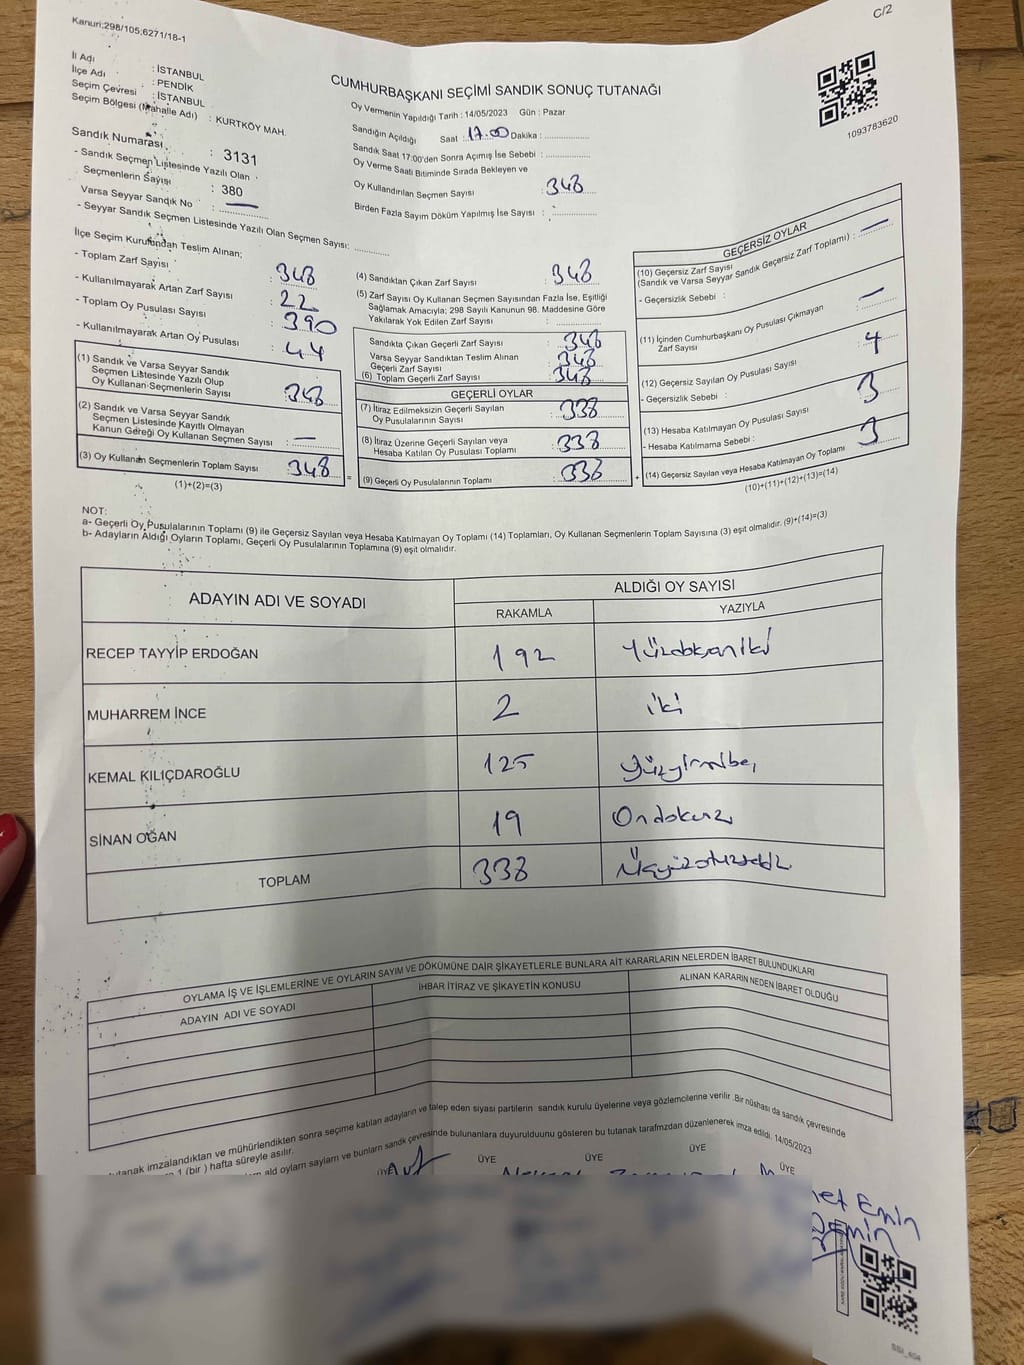 C/2
Kanun;298/105;6271/18-1
İl Adı : İSTANBUL
İlçe Adı : PENDİK
Seçim Çevresi : İSTANBUL
Seçim Bölgesi (Mahalle Adı) : KURTKÖY MAH.
Sandık Numarası : 3131
- Sandık Seçmen Listesinde Yazılı Olan
Seçmenlerin Sayısı : 380
Varsa Seyyar Sandık No : —
- Seyyar Sandık Seçmen Listesinde Yazılı Olan Seçmen Sayısı:
CUMHURBAŞKANI SEÇİMİ SANDIK SONUÇ TUTANAĞI
Oy Vermenin Yapıldığı Tarih : 14/05/2023 Gün : Pazar
Sandığın Açıldığı Saat : 17.00 Dakika :
Sandık Saat 17:00'den Sonra Açımış İse Sebebi :
Oy Verme Saati Bitiminde Sırada Bekleyen ve
Oy Kullandırılan Seçmen Sayısı : 348
Birden Fazla Sayım Döküm Yapılmış İse Sayısı :
1093783620
İlçe Seçim Kurulundan Teslim Alınan;
- Toplam Zarf Sayısı : 348
- Kullanılmayarak Artan Zarf Sayısı : 22
- Toplam Oy Pusulası Sayısı : 390
- Kullanılmayarak Artan Oy Pusulası : 44
(1) Sandık ve Varsa Seyyar Sandık
Seçmen Listesinde Yazılı Olup
Oy Kullanan Seçmenlerin Sayısı : 348
(2) Sandık ve Varsa Seyyar Sandık
Seçmen Listesinde Kayıtlı Olmayan
Kanun Gereği Oy Kullanan Seçmen Sayısı : —
(3) Oy Kullanan Seçmenlerin Toplam Sayısı 348
(1)+(2)=(3)
(4) Sandıktan Çıkan Zarf Sayısı : 348
(5) Zarf Sayısı Oy Kullanan Seçmen Sayısından Fazla İse, Eşitliği
Sağlamak Amacıyla; 298 Sayılı Kanunun 98. Maddesine Göre
Yakılarak Yok Edilen Zarf Sayısı :
Sandıkta Çıkan Geçerli Zarf Sayısı : 348
Varsa Seyyar Sandıktan Teslim Alınan
Geçerli Zarf Sayısı : 348
(6) Toplam Geçerli Zarf Sayısı : 348
GEÇERLİ OYLAR
(7) İtiraz Edilmeksizin Geçerli Sayılan
Oy Pusulalarının Sayısı : 338
(8) İtiraz Üzerine Geçerli Sayılan veya
Hesaba Katılan Oy Pusulası Toplamı : 338
= (9) Geçerli Oy Pusulalarının Toplamı : 338
GEÇERSİZ OYLAR
(10) Geçersiz Zarf Sayısı
(Sandık ve Varsa Seyyar Sandık Geçersiz Zarf Toplamı) : —
- Geçersizlik Sebebi :
(11) İçinden Cumhurbaşkanı Oy Pusulası Çıkmayan
Zarf Sayısı : —
(12) Geçersiz Sayılan Oy Pusulası Sayısı : 4
- Geçersizlik Sebebi :
(13) Hesaba Katılmayan Oy Pusulası Sayısı : 3
- Hesaba Katılmama Sebebi :
+ (14) Geçersiz Sayılan veya Hesaba Katılmayan Oy Toplamı 3
(10)+(11)+(12)+(13)=(14)
NOT:
a- Geçerli Oy Pusulalarının Toplamı (9) ile Geçersiz Sayılan veya Hesaba Katılmayan Oy Toplamı (14) Toplamları, Oy Kullanan Seçmenlerin Toplam Sayısına (3) eşit olmalıdır. (9)+(14)=(3)
b- Adayların Aldığı Oyların Toplamı, Geçerli Oy Pusulalarının Toplamına (9) eşit olmalıdır.
ADAYIN ADI VE SOYADI
ALDIĞI OY SAYISI
RAKAMLA YAZIYLA
RECEP TAYYİP ERDOĞAN 192 Yüzdoksaniki
MUHARREM İNCE 2 iki
KEMAL KILIÇDAROĞLU 125 yüzyirmibeş
SİNAN OĞAN 19 Ondokuz
TOPLAM 338 Üçyüzotuzsekiz
OYLAMA İŞ VE İŞLEMLERİNE VE OYLARIN SAYIM VE DÖKÜMÜNE DAİR ŞİKAYETLERLE BUNLARA AİT KARARLARIN NELERDEN İBARET BULUNDUKLARI
ADAYIN ADI VE SOYADI
İHBAR İTİRAZ VE ŞİKAYETİN KONUSU
ALINAN KARARIN NEDEN İBARET OLDUĞU
tutanak imzalandıktan ve mühürlendikten sonra seçime katılan adayların ve talep eden siyasi partilerin sandık kurulu üyelerine veya gözlemcilerine verilir .Bir nüshası da sandık çevresinde
1 (bir ) hafta süreyle asılır.
ald oyların sayları ve bunların sandk çevresinde bulunanlara duyurulduunu gösteren bu tutanak tarafmzdan düzenlenerek imza edildi. 14/05/2023
ÜYE ÜYE ÜYE ÜYE
Emin